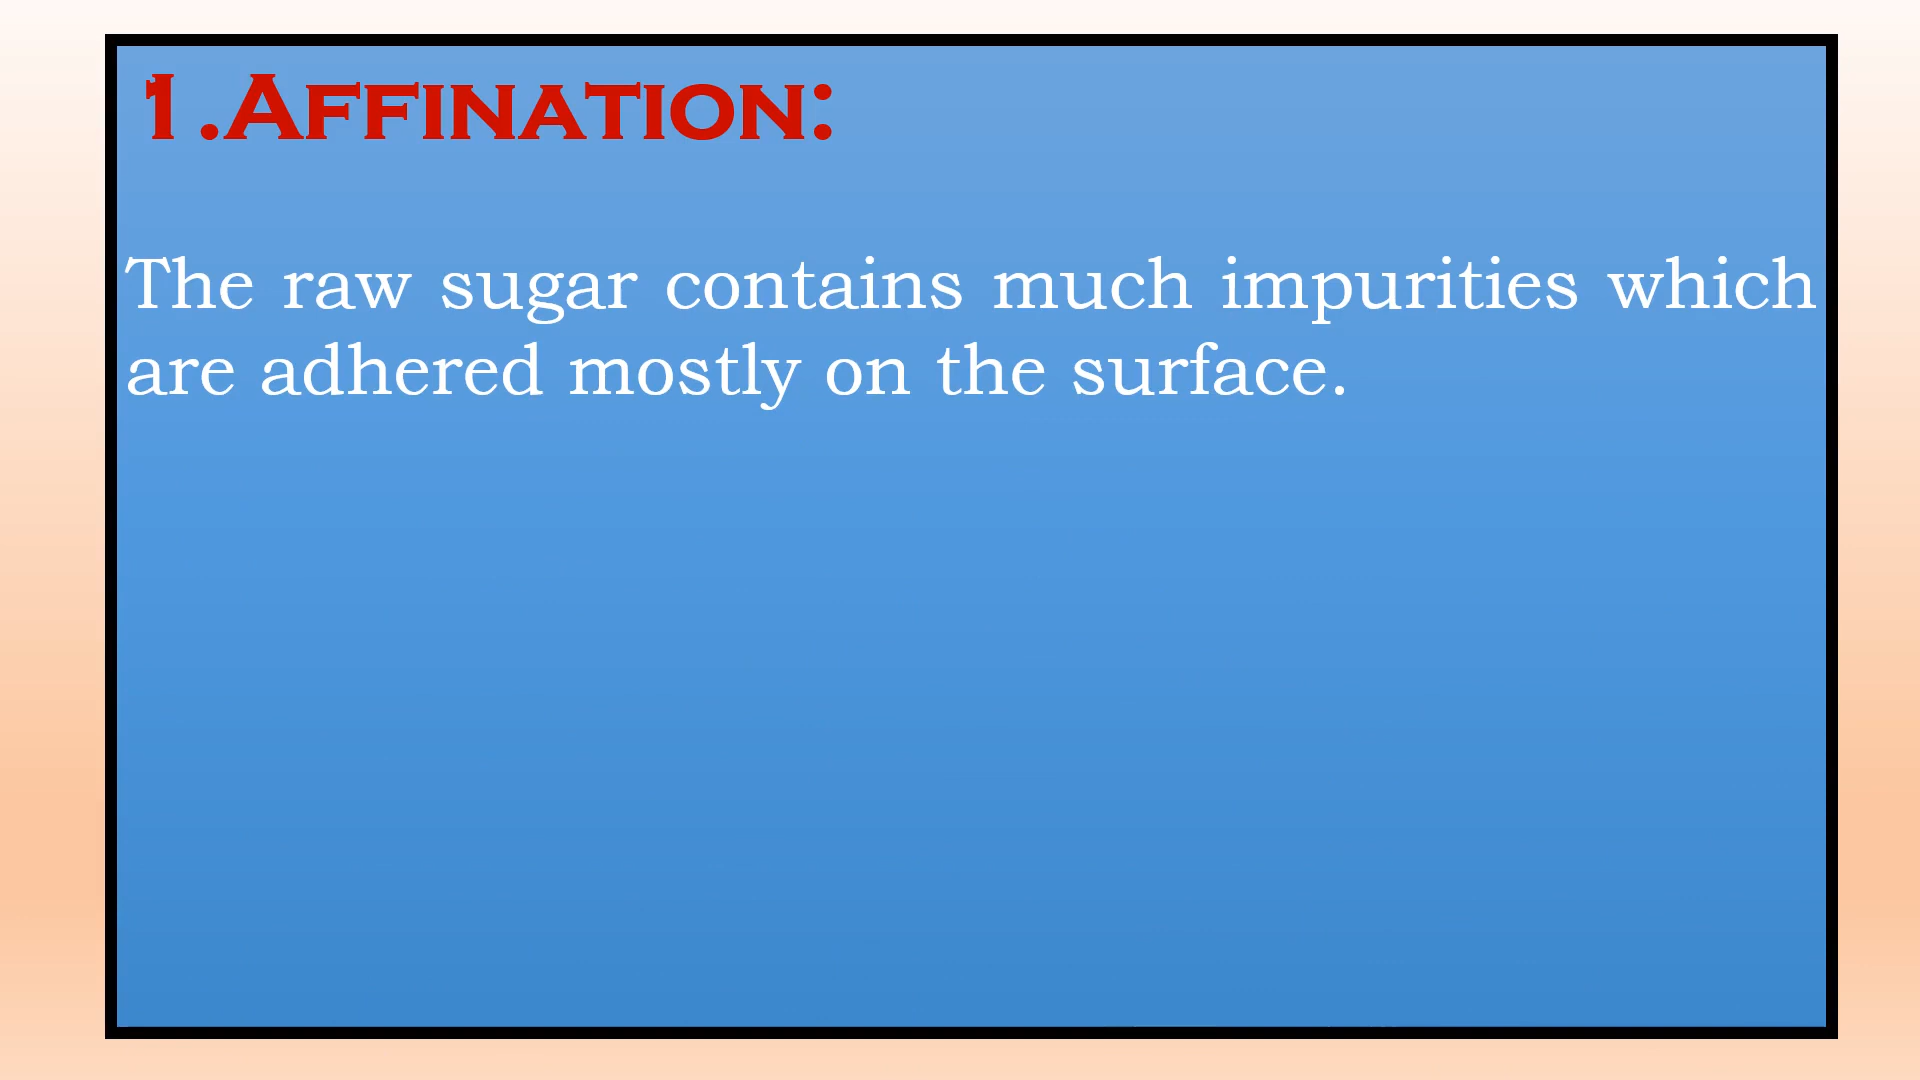 1.Affination:
The raw sugar contains much impurities which
are adhered mostly on the surface.